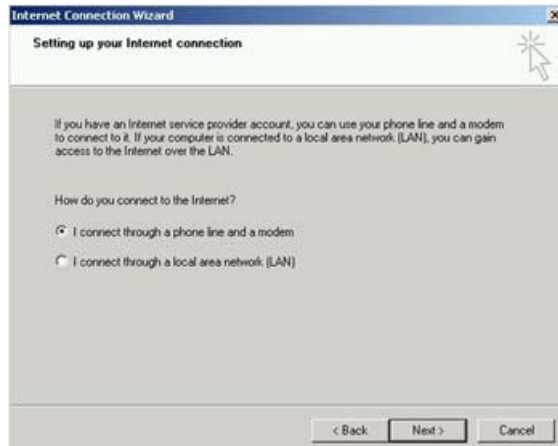 Internet Connection Wizard
Setting up your Internet connection
If you have an Internet service provider account, you can use your phone line and a modem
to connect to it. If your computer is connected to a local area network (LAN), you can gain
access to the Internet over the LAN.
How do you connect to the Internet?
I connect through a phone line and a modem
I connect through a local area network (LAN)
< Back Next > Cancel